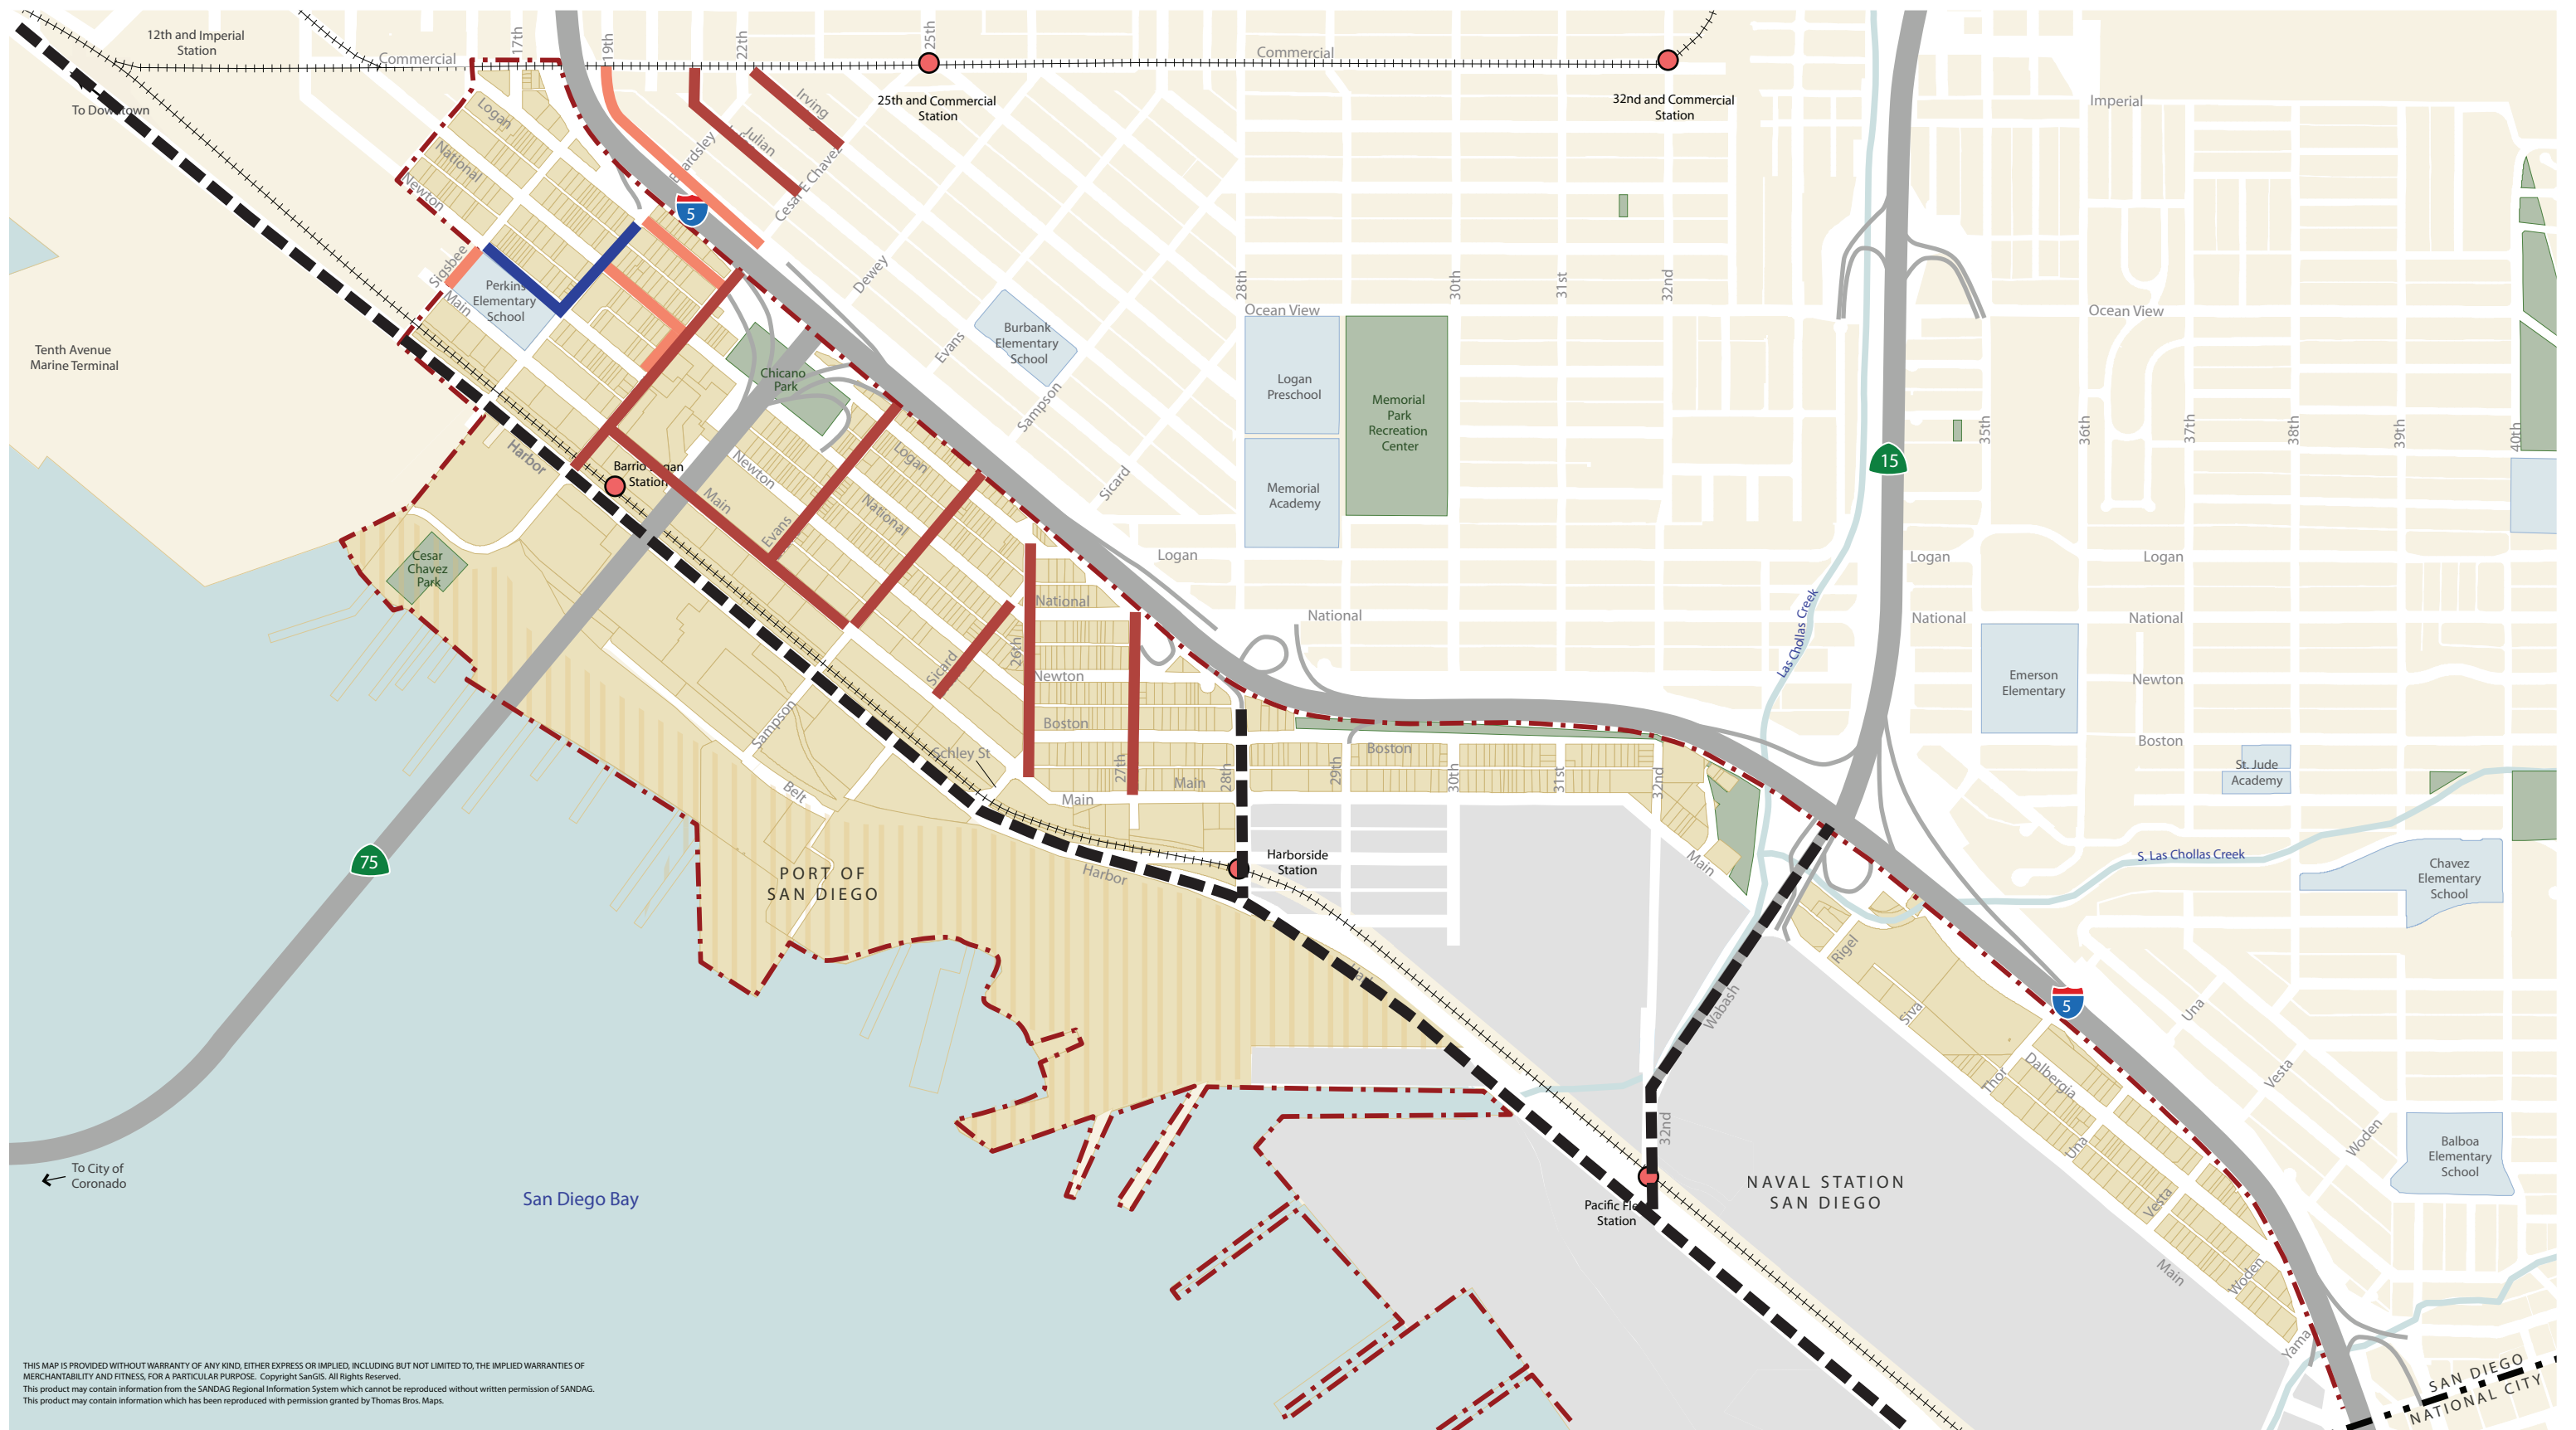 12th and Imperial
Station
To Downtown
Commercial
17th
19th
22th
25th
Commercial
25th and Commercial
Station
32nd and Commercial
Station
Imperial
Logan
National
Newton
Irving
Julian
Cesar E Chavez
5
Sigsbee
Main
Perkins
Elementary
School
Dewey
Evans
Sampson
Sicard
Burbank
Elementary
School
28th
30th
31st
32nd
Ocean View
Ocean View
Logan
Preschool
Memorial
Academy
Memorial
Park
Recreation
Center
15
35th
36th
37th
38th
39th
40th
Tenth Avenue
Marine Terminal
Chicano
Park
Harbor
Barrio
Station
Newton
Main
Evans
Logan
National
Cesar
Chavez
Park
Logan
National
Logan
National
Logan
National
Newton
Boston
Las Chollas Creek
Emerson
Elementary
St. Jude
Academy
National
Newton
Boston
26th
Sicard
Sampson
Schley St
Belt
27th
28th
Main
Main
Boston
29th
30th
31st
32nd
Main
75
PORT OF
SAN DIEGO
Harbor
Harborside
Station
S. Las Chollas Creek
Chavez
Elementary
School
Rigel
Siva
Wabash
5
Thor
Dalbergia
Una
Vesta
Woden
Una
Vesta
Woden
Main
Yama
Balboa
Elementary
School
32nd
Pacific
Station
NAVAL STATION
SAN DIEGO
To City of
Coronado
San Diego Bay
SAN DIEGO
NATIONAL CITY
THIS MAP IS PROVIDED WITHOUT WARRANTY OF ANY KIND, EITHER EXPRESS OR IMPLIED, INCLUDING BUT NOT LIMITED TO, THE IMPLIED WARRANTIES OF
MERCHANTABILITY AND FITNESS, FOR A PARTICULAR PURPOSE. Copyright SanGIS. All Rights Reserved.
This product may contain information from the SANDAG Regional Information System which cannot be reproduced without written permission of SANDAG.
This product may contain information which has been reproduced with permission granted by Thomas Bros. Maps.